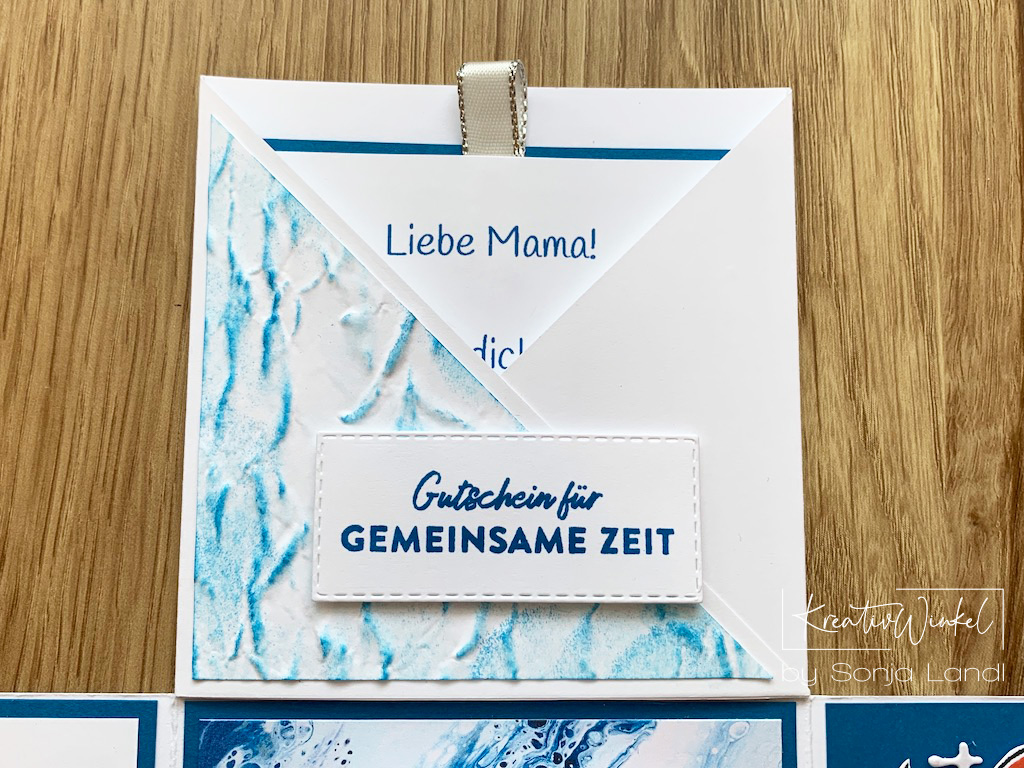 Liebe Mama!
Gutschein für
GEMEINSAME ZEIT
KreativWinkel
by Sonja Landl